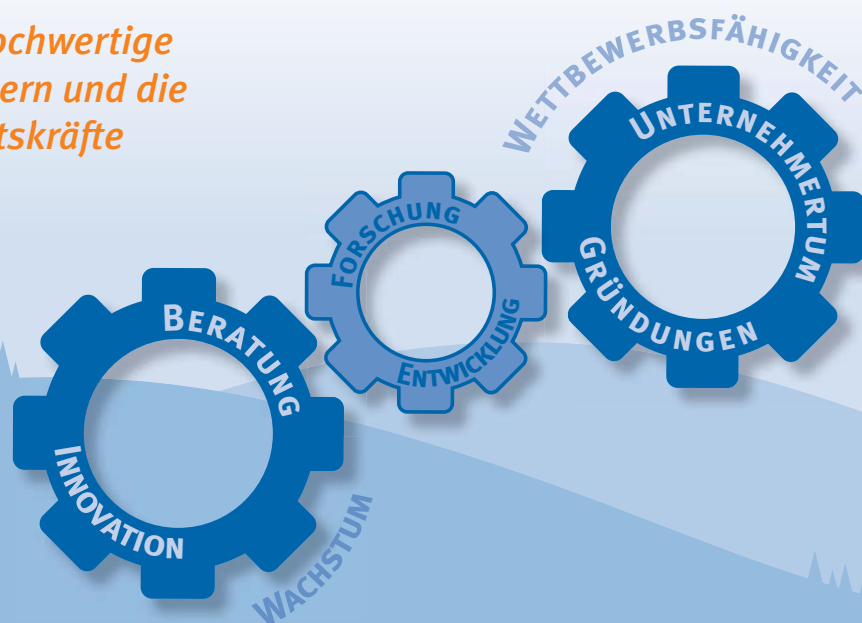 ochwertige
ern und die
tskräfte
WETTBEWERBSFÄHIGKEIT
UNTERNEHMERTUM
GRÜNDUNGEN
FORSCHUNG
ENTWICKLUNG
BERATUNG
INNOVATION
WACHSTUM